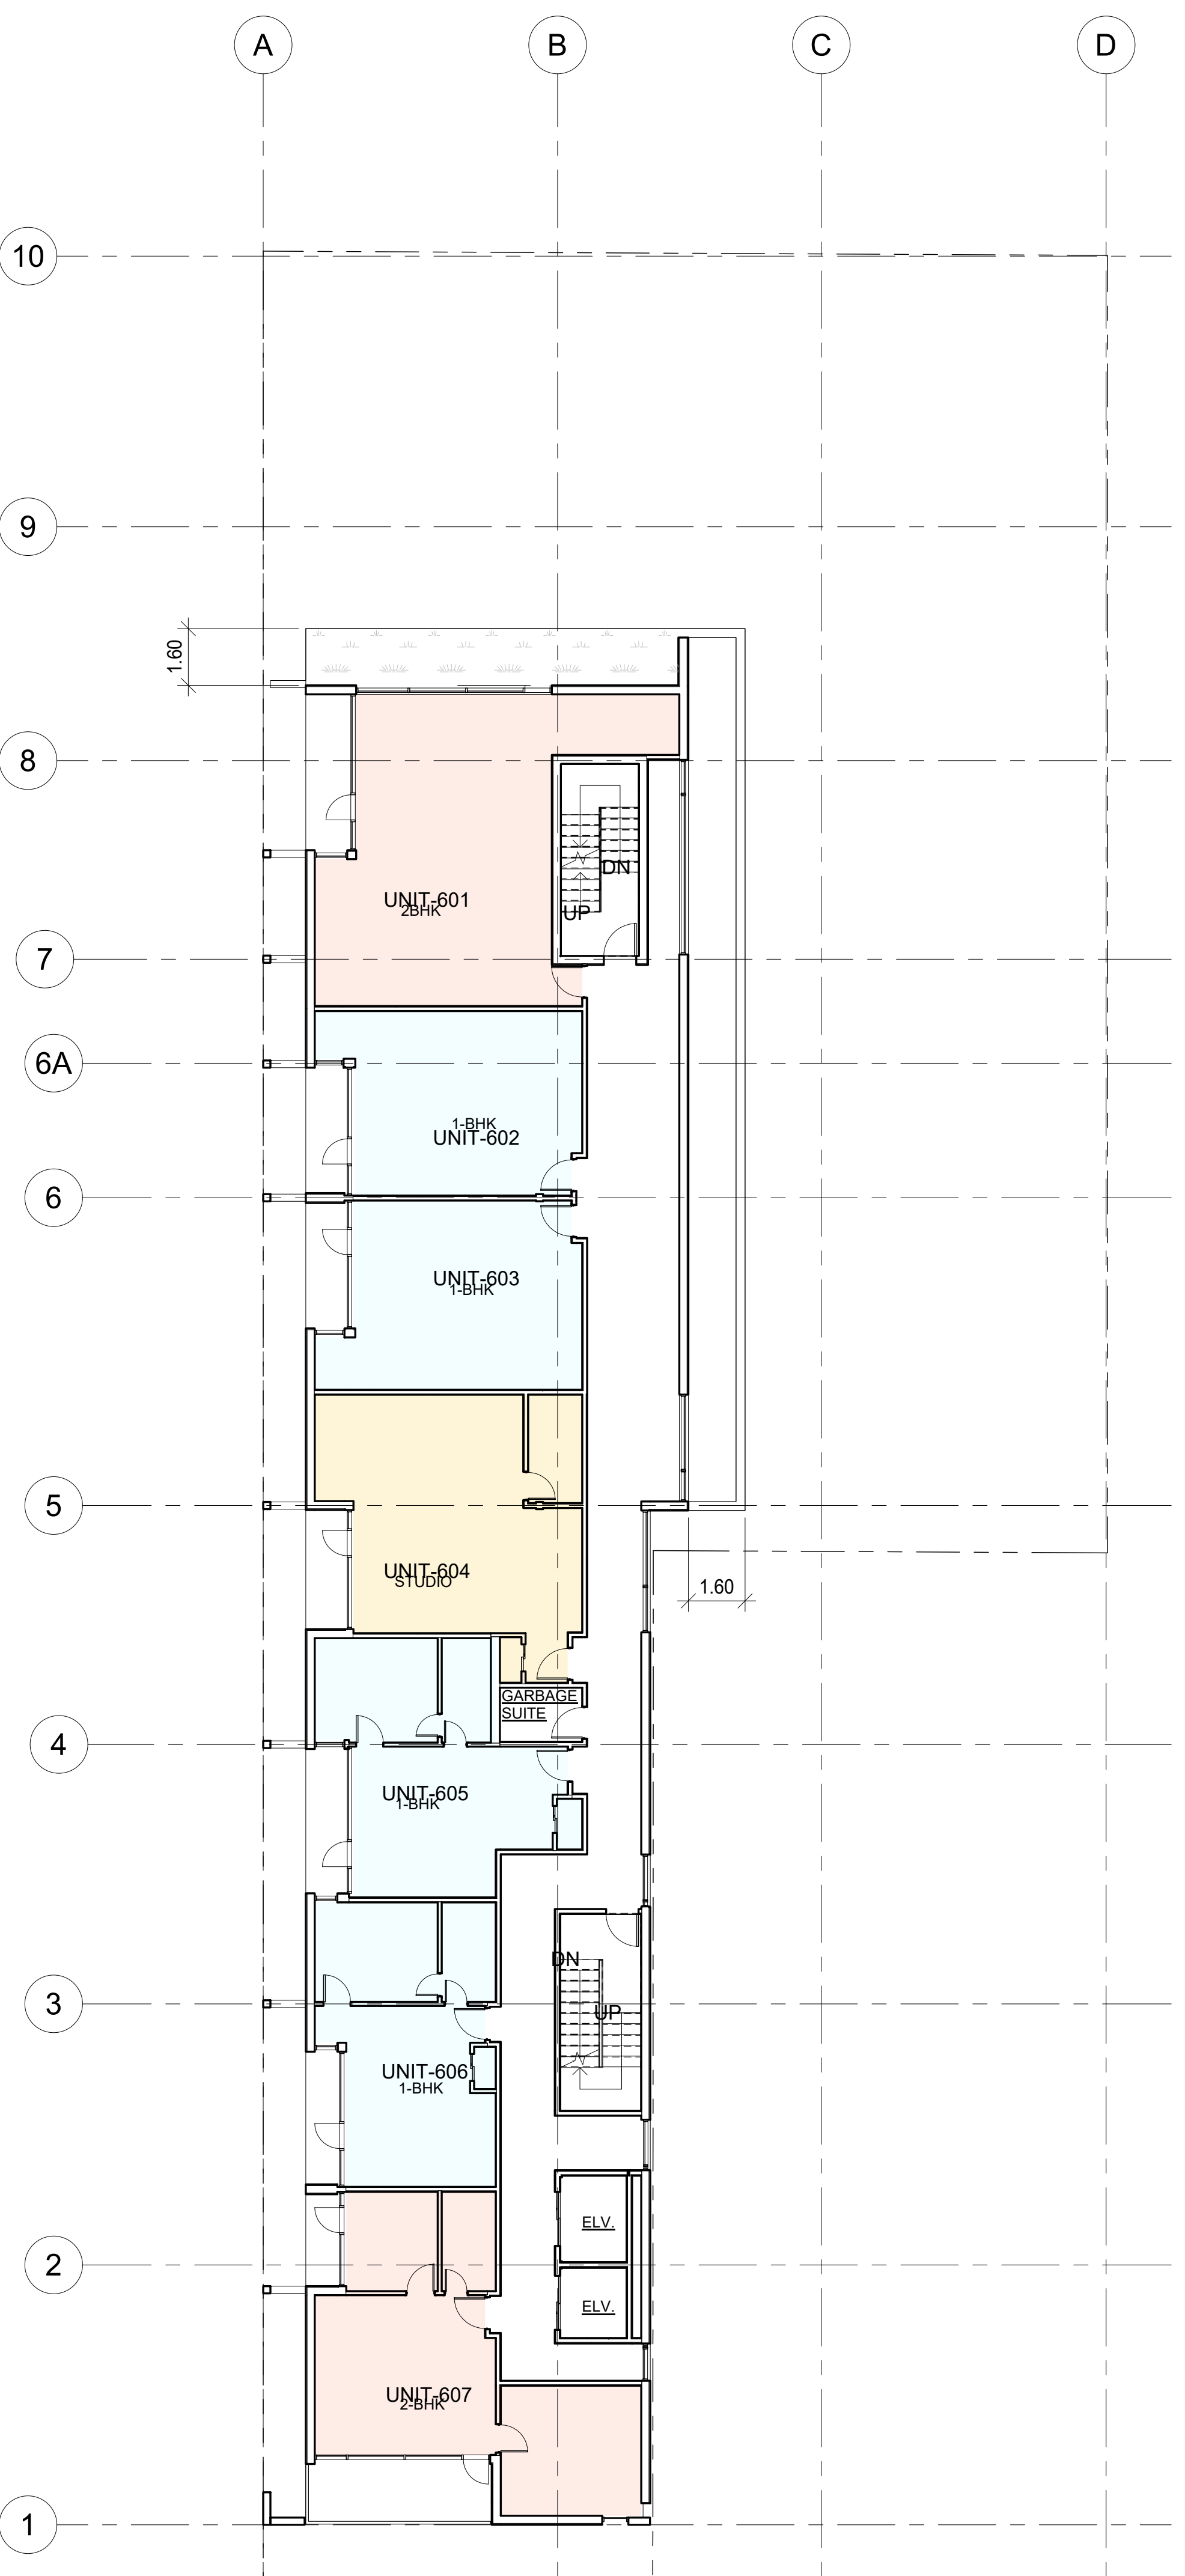 A
B
C
D
10
9
1.60
8
DN
UNIT-601
2BHK
UP
7
6A
1-BHK
UNIT-602
6
UNIT-603
1-BHK
5
UNIT-604
STUDIO
1.60
GARBAGE
SUITE
4
UNIT-605
1-BHK
DN
3
UP
UNIT-606
1-BHK
ELV.
2
ELV.
UNIT-607
2-BHK
1